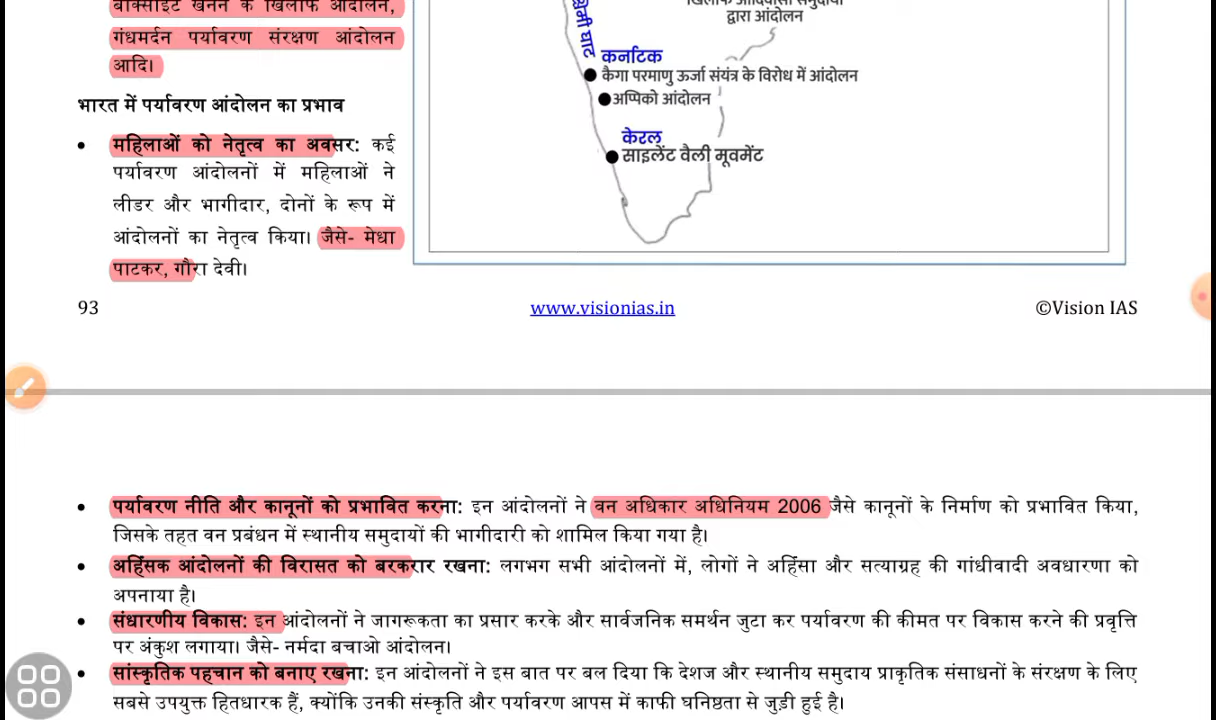 बॉक्साइट खनन के खिलाफ आंदोलन,
गंधमर्दन पर्यावरण संरक्षण आंदोलन
आदि।
भारत में पर्यावरण आंदोलन का प्रभाव
• महिलाओं को नेतृत्व का अवसर: कई
पर्यावरण आंदोलनों में महिलाओं ने
लीडर और भागीदार, दोनों के रूप में
आंदोलनों का नेतृत्व किया। जैसे- मेधा
पाटकर, गौरा देवी।
खिलाफ आदिवासी समुदायों
द्वारा आंदोलन
घाट
कर्नाटक
कैगा परमाणु ऊर्जा संयंत्र के विरोध में आंदोलन
अप्पिको आंदोलन
केरल
साइलेंट वैली मूवमेंट
93 www.visionias.in ©Vision IAS
• पर्यावरण नीति और कानूनों को प्रभावित करना: इन आंदोलनों ने वन अधिकार अधिनियम 2006 जैसे कानूनों के निर्माण को प्रभावित किया,
जिसके तहत वन प्रबंधन में स्थानीय समुदायों की भागीदारी को शामिल किया गया है।
• अहिंसक आंदोलनों की विरासत को बरकरार रखना: लगभग सभी आंदोलनों में, लोगों ने अहिंसा और सत्याग्रह की गांधीवादी अवधारणा को
अपनाया है।
• संधारणीय विकास: इन आंदोलनों ने जागरूकता का प्रसार करके और सार्वजनिक समर्थन जुटा कर पर्यावरण की कीमत पर विकास करने की प्रवृत्ति
पर अंकुश लगाया। जैसे- नर्मदा बचाओ आंदोलन।
• सांस्कृतिक पहचान को बनाए रखना: इन आंदोलनों ने इस बात पर बल दिया कि देशज और स्थानीय समुदाय प्राकृतिक संसाधनों के संरक्षण के लिए
सबसे उपयुक्त हितधारक हैं, क्योंकि उनकी संस्कृति और पर्यावरण आपस में काफी घनिष्ठता से जुड़ी हुई है।